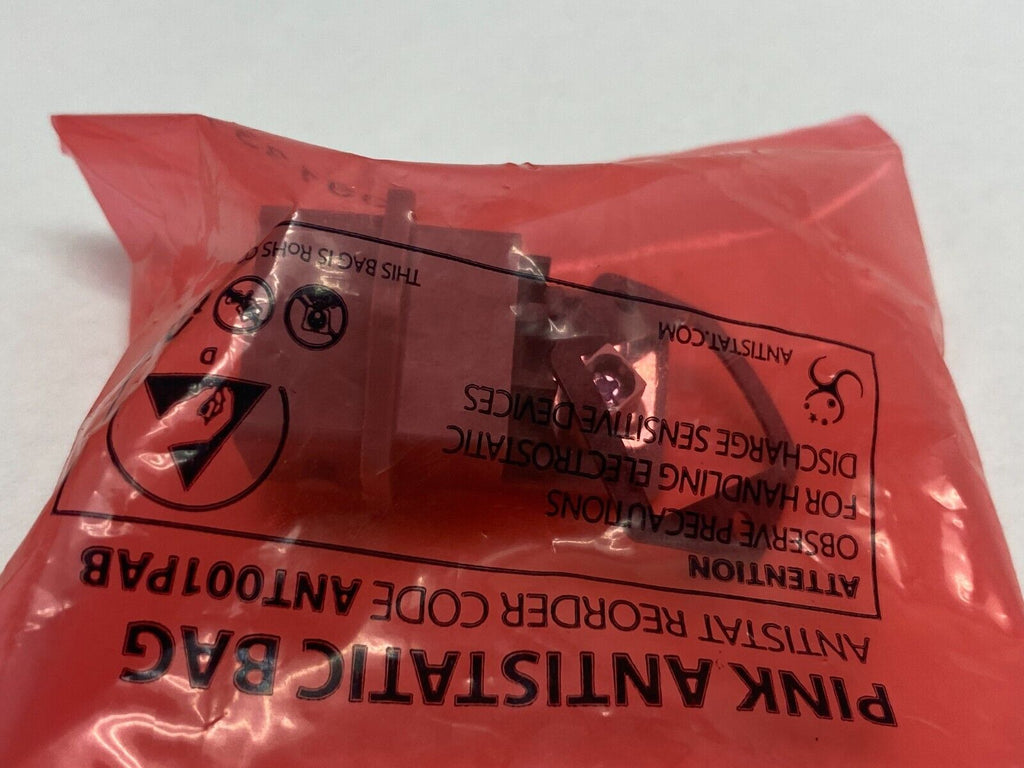 PINK ANTISTATIC BAG
ANTISTAT REORDER CODE ANT001PAB
ATTENTION
OBSERVE PRECAUTIONS
FOR HANDLING ELECTROSTATIC
DISCHARGE SENSITIVE DEVICES
ANTISTAT.COM
D
THIS BAG IS RoHS